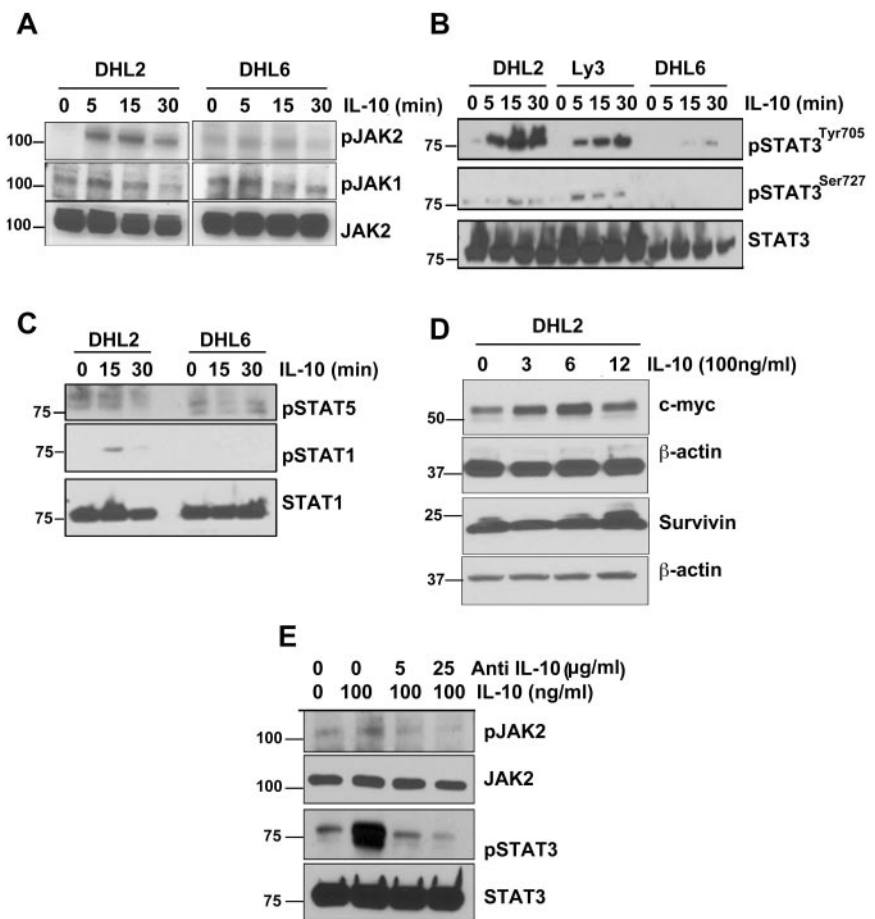 A
DHL2 DHL6
0 5 15 30 0 5 15 30 IL-10 (min)
100 pJAK2
100 pJAK1
100 JAK2
B
DHL2 Ly3 DHL6
0 5 15 30 0 5 15 30 0 5 15 30 IL-10 (min)
75 pSTAT3Tyr705
75 pSTAT3Ser727
75 STAT3
C
DHL2 DHL6
0 15 30 0 15 30 IL-10 (min)
75 pSTAT5
75 pSTAT1
75 STAT1
D
DHL2
0 3 6 12 IL-10 (100ng/ml)
50 c-myc
37 β-actin
25 Survivin
37 β-actin
E
0 0 5 25 Anti IL-10 (µg/ml)
0 100 100 100 IL-10 (ng/ml)
100 pJAK2
100 JAK2
75 pSTAT3
75 STAT3